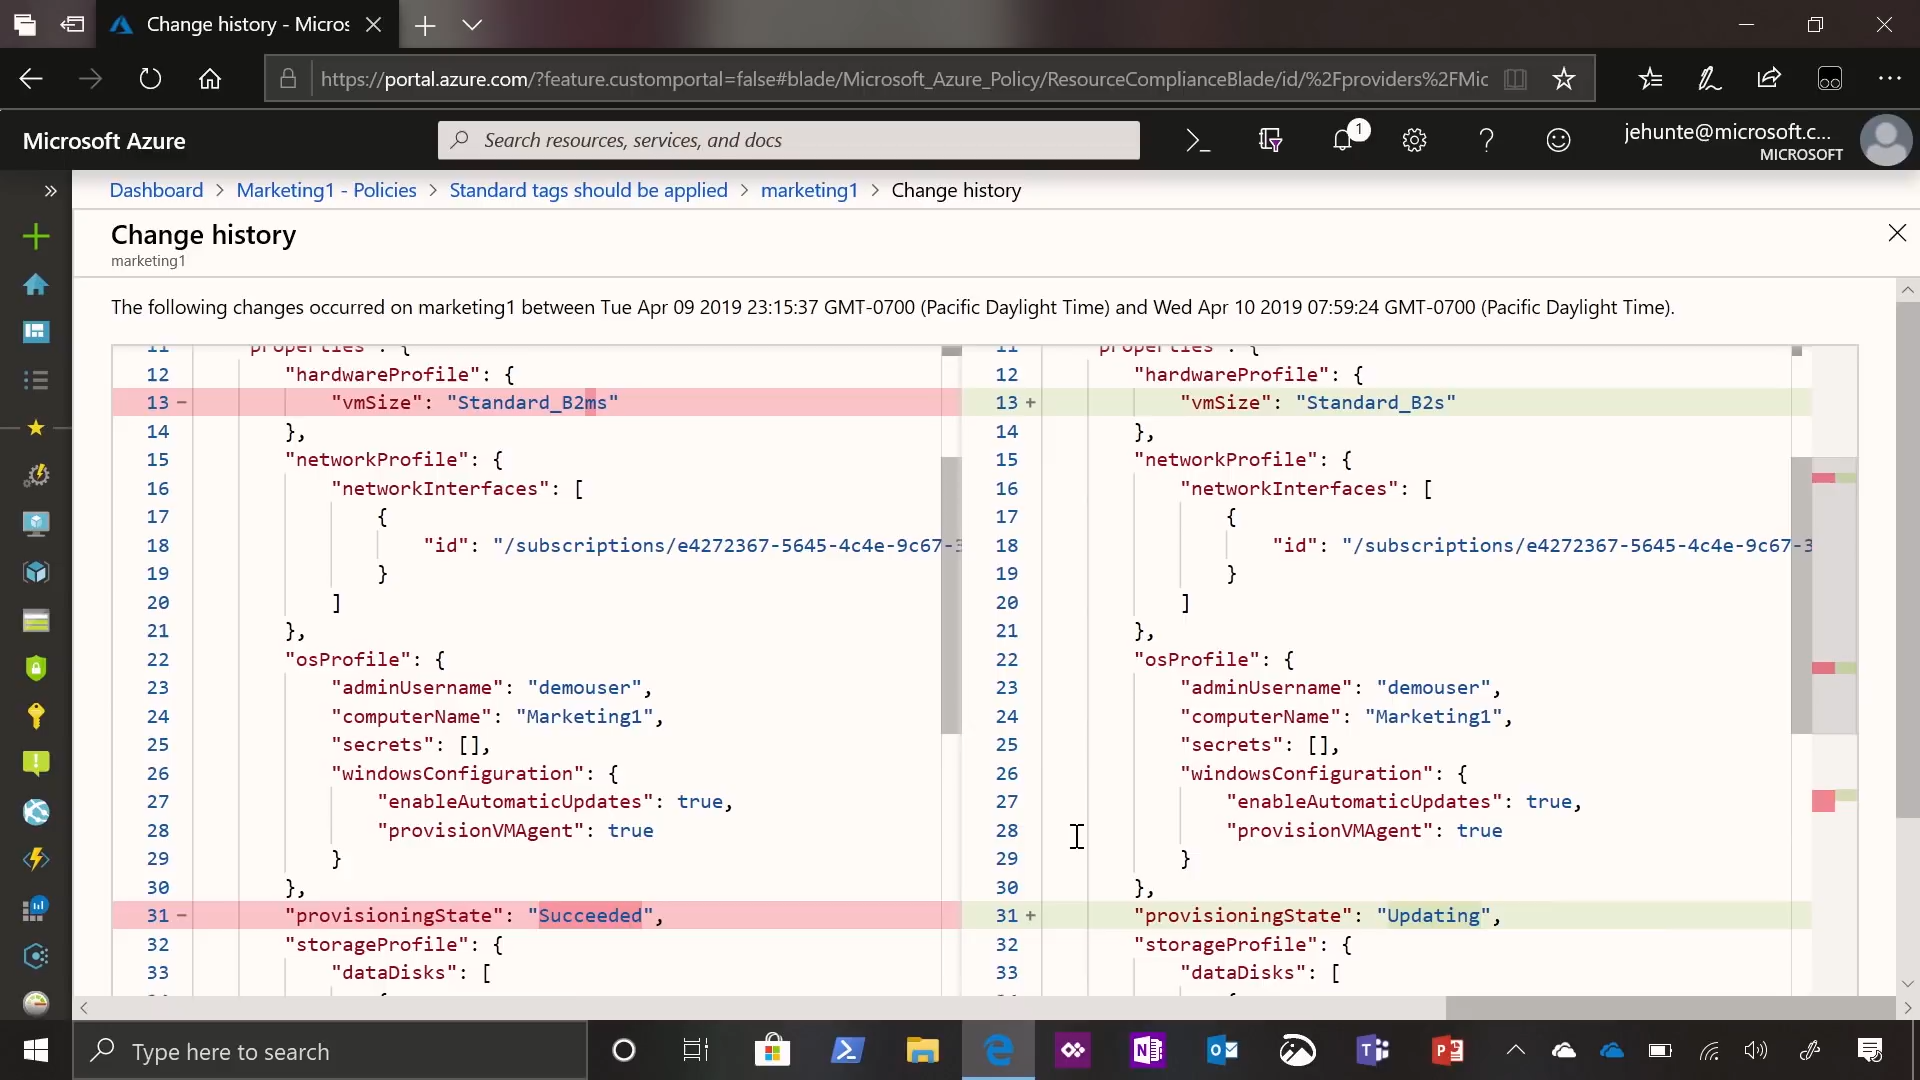 Change history - Micros
https://portal.azure.com/?feature.customportal=false#blade/Microsoft_Azure_Policy/ResourceComplianceBlade/id/%2Fproviders%2FMic
Microsoft Azure
Search resources, services, and docs
1
jehunte@microsoft.c...
MICROSOFT
Dashboard > Marketing1 - Policies > Standard tags should be applied > marketing1 > Change history
Change history
marketing1
The following changes occurred on marketing1 between Tue Apr 09 2019 23:15:37 GMT-0700 (Pacific Daylight Time) and Wed Apr 10 2019 07:59:24 GMT-0700 (Pacific Daylight Time).
11 "properties": {
12 "hardwareProfile": {
13 - "vmSize": "Standard_B2ms"
14 },
15 "networkProfile": {
16 "networkInterfaces": [
17 {
18 "id": "/subscriptions/e4272367-5645-4c4e-9c67-3
19 }
20 ]
21 },
22 "osProfile": {
23 "adminUsername": "demouser",
24 "computerName": "Marketing1",
25 "secrets": [],
26 "windowsConfiguration": {
27 "enableAutomaticUpdates": true,
28 "provisionVMAgent": true
29 }
30 },
31 - "provisioningState": "Succeeded",
32 "storageProfile": {
33 "dataDisks": [
11 "properties": {
12 "hardwareProfile": {
13 + "vmSize": "Standard_B2s"
14 },
15 "networkProfile": {
16 "networkInterfaces": [
17 {
18 "id": "/subscriptions/e4272367-5645-4c4e-9c67-3
19 }
20 ]
21 },
22 "osProfile": {
23 "adminUsername": "demouser",
24 "computerName": "Marketing1",
25 "secrets": [],
26 "windowsConfiguration": {
27 "enableAutomaticUpdates": true,
28 "provisionVMAgent": true
29 }
30 },
31 + "provisioningState": "Updating",
32 "storageProfile": {
33 "dataDisks": [
Type here to search